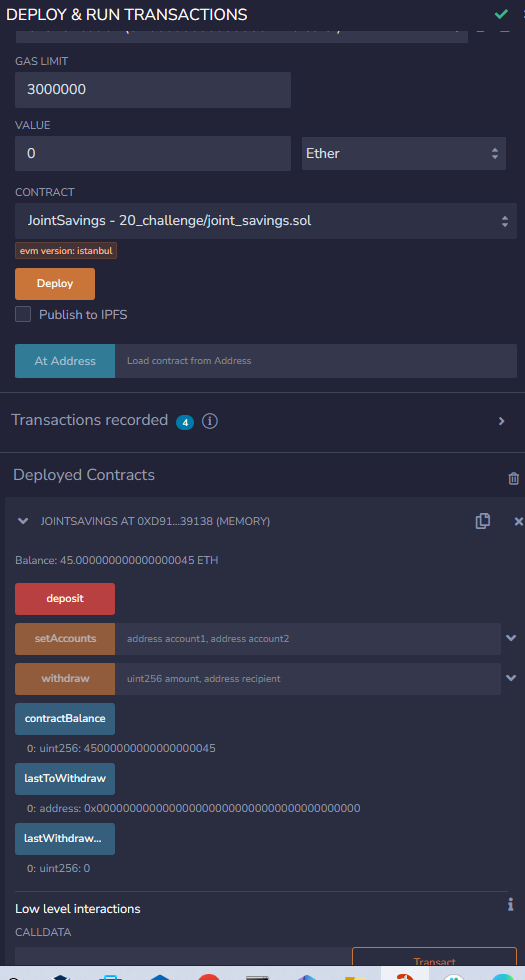 DEPLOY & RUN TRANSACTIONS
GAS LIMIT
3000000
VALUE
0
Ether
CONTRACT
JointSavings - 20_challenge/joint_savings.sol
evm version: istanbul
Deploy
Publish to IPFS
At Address
Load contract from Address
Transactions recorded 4 i
Deployed Contracts
JOINTSAVINGS AT 0XD91...39138 (MEMORY)
Balance: 45.000000000000000045 ETH
deposit
setAccounts
address account1, address account2
withdraw
uint256 amount, address recipient
contractBalance
0: uint256: 45000000000000000045
lastToWithdraw
0: address: 0x0000000000000000000000000000000000000000
lastWithdraw...
0: uint256: 0
Low level interactions
i
CALLDATA
Transact